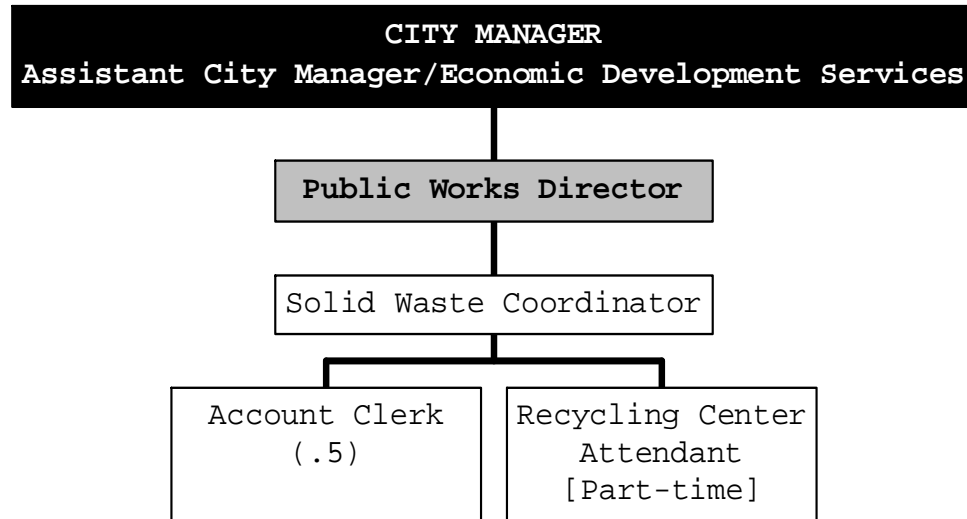 CITY MANAGER
Assistant City Manager/Economic Development Services
Public Works Director
Solid Waste Coordinator
Account Clerk
(.5)
Recycling Center
Attendant
[Part-time]